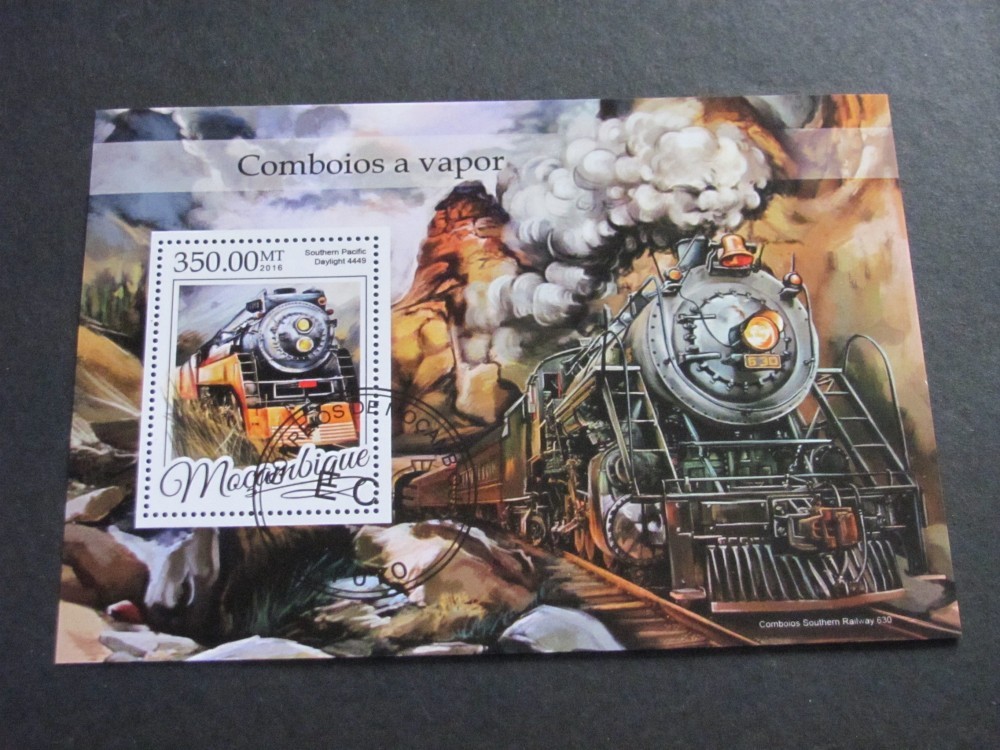 Comboios a vapor
350.00MT
2016
Southern Pacific
Daylight 4449
Moçambique
630
Comboios Southern Railway 630